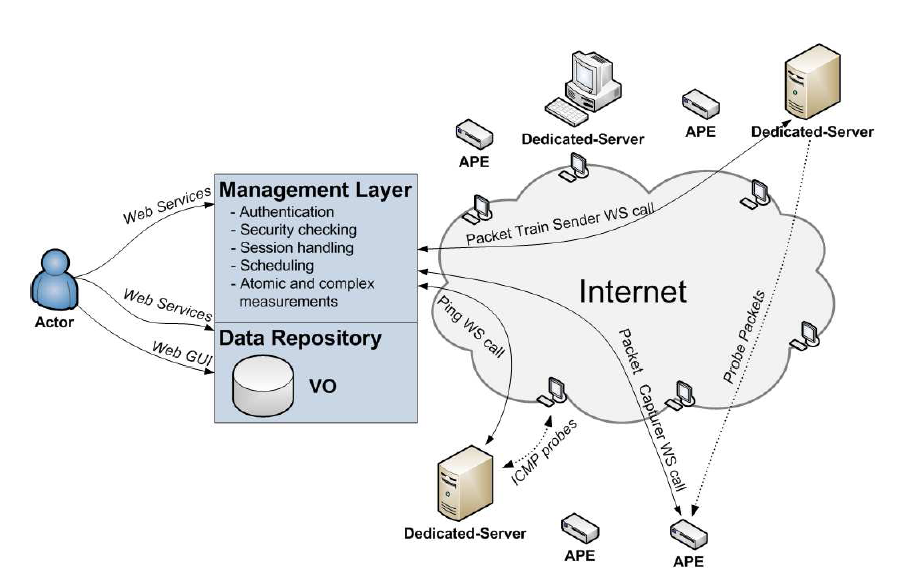 Dedicated-Server
APE
APE
Dedicated-Server
Management Layer
- Authentication
- Security checking
- Session handling
- Scheduling
- Atomic and complex
measurements
Web Services
Packet Train Sender WS call
Internet
Actor
Web Services
Web GUI
Data Repository
VO
Ping WS call
Packet Capturer WS call
Probe Packets
ICMP probes
Dedicated-Server
APE
APE